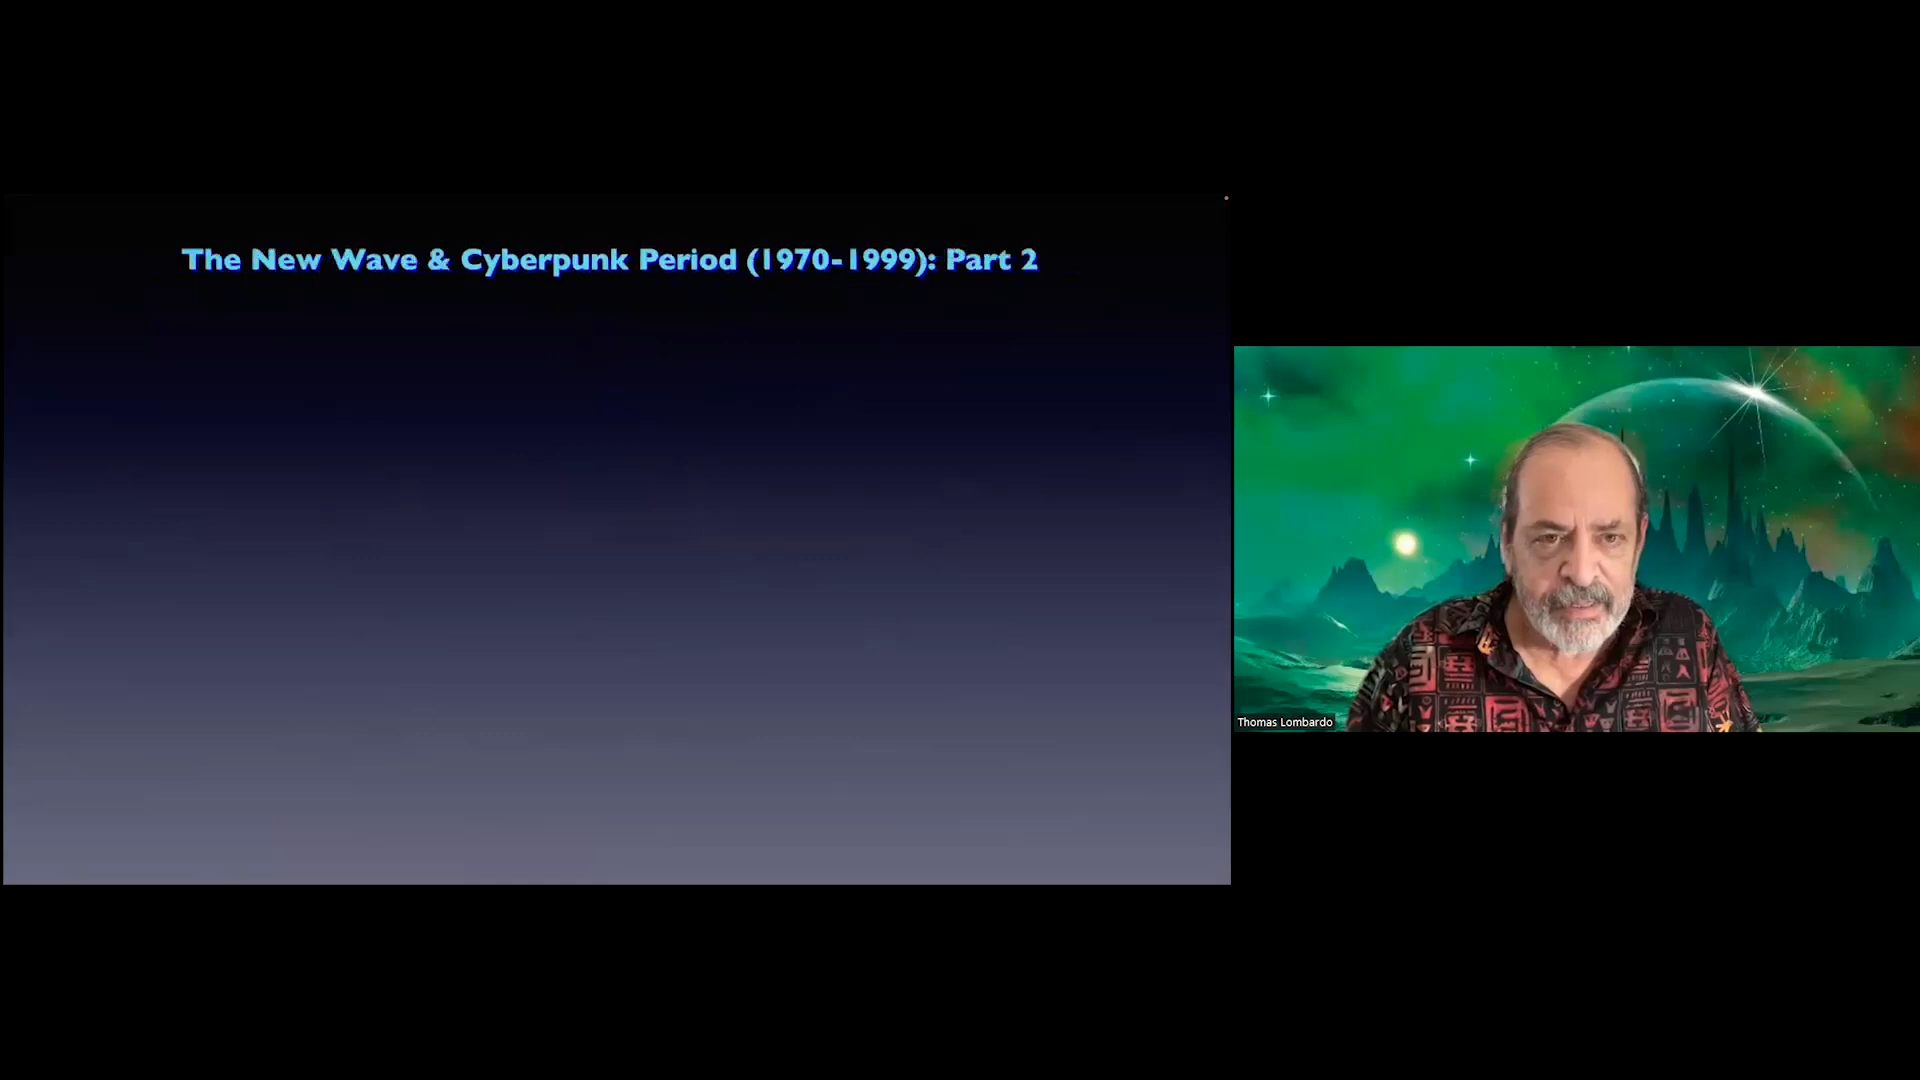 The New Wave & Cyberpunk Period (1970-1999): Part 2
Thomas Lombardo